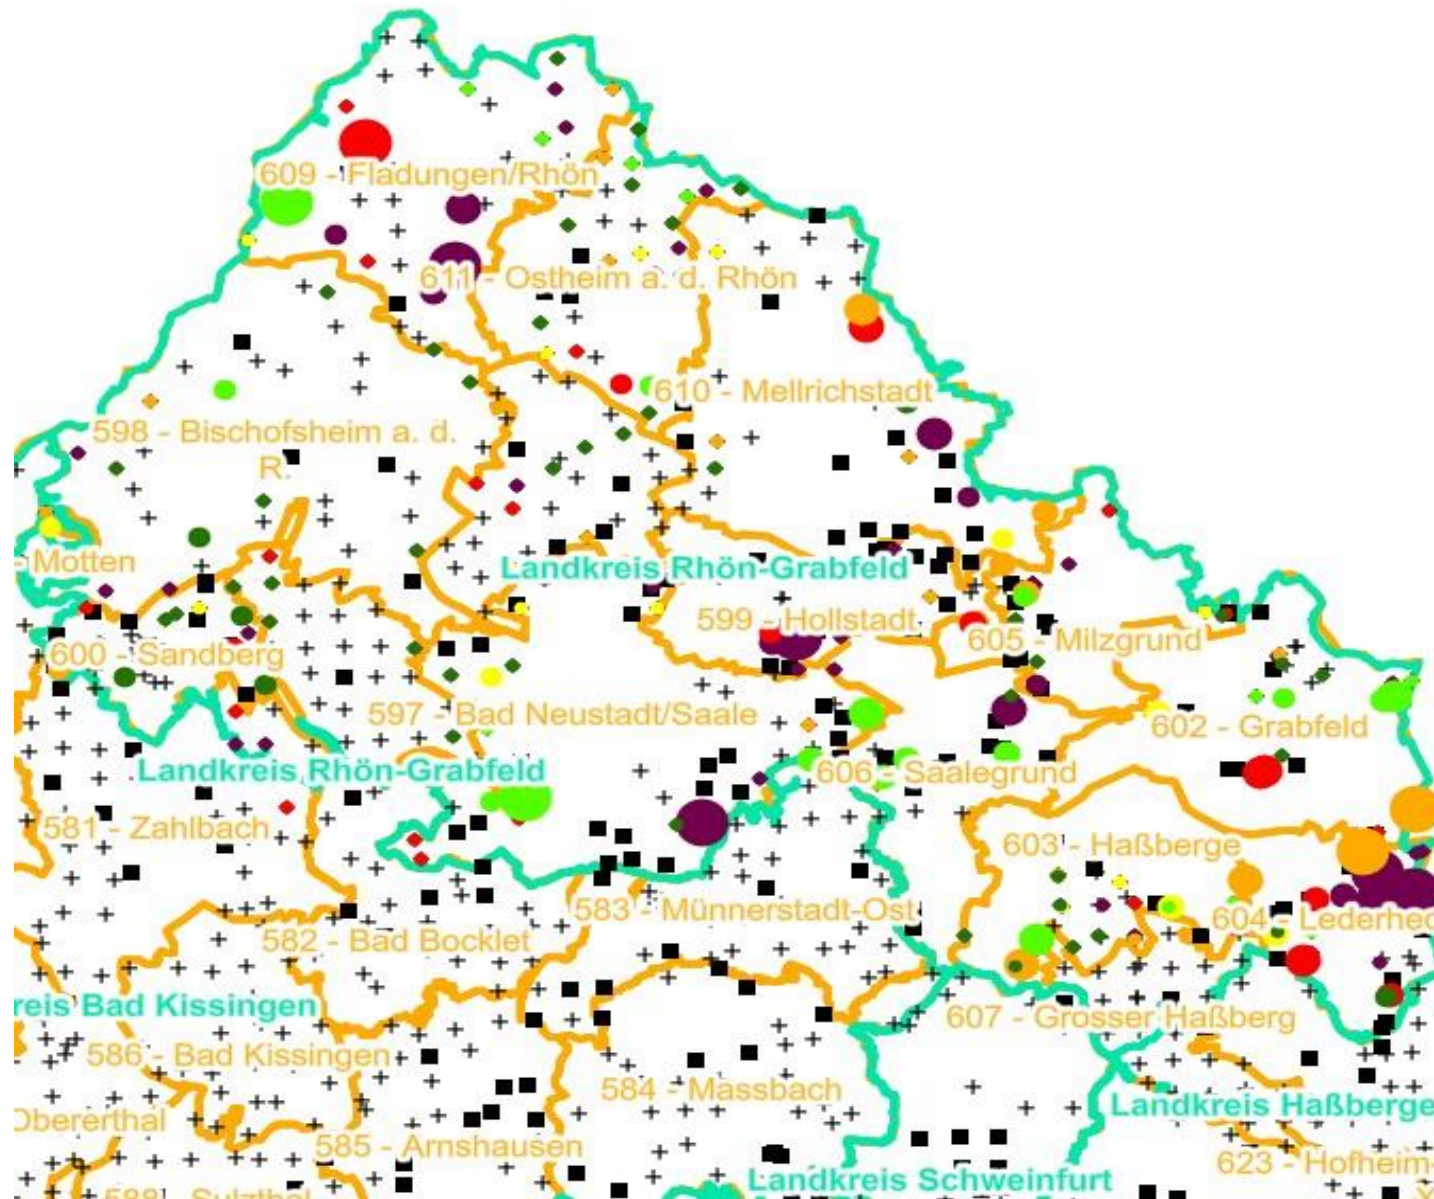 609 - Fladungen/Rhön
611 - Ostheim a. d. Rhön
610 - Mellrichstadt
598 - Bischofsheim a. d.
R.
- Motten
Landkreis Rhön-Grabfeld
599 - Hollstadt
605 - Milzgrund
600 - Sandberg
597 - Bad Neustadt/Saale
602 - Grabfeld
Landkreis Rhön-Grabfeld
606 - Saalegrund
581 - Zahlbach
603 - Haßberge
583 - Münnerstadt-Ost
604 - Lederhec
582 - Bad Bocklet
reis Bad Kissingen
607 - Grosser Haßberg
586 - Bad Kissingen
584 - Massbach
Landkreis Haßberge
Obererthal
585 - Arnshausen
623 - Hofheim-
Landkreis Schweinfurt
588 - Sulzthal